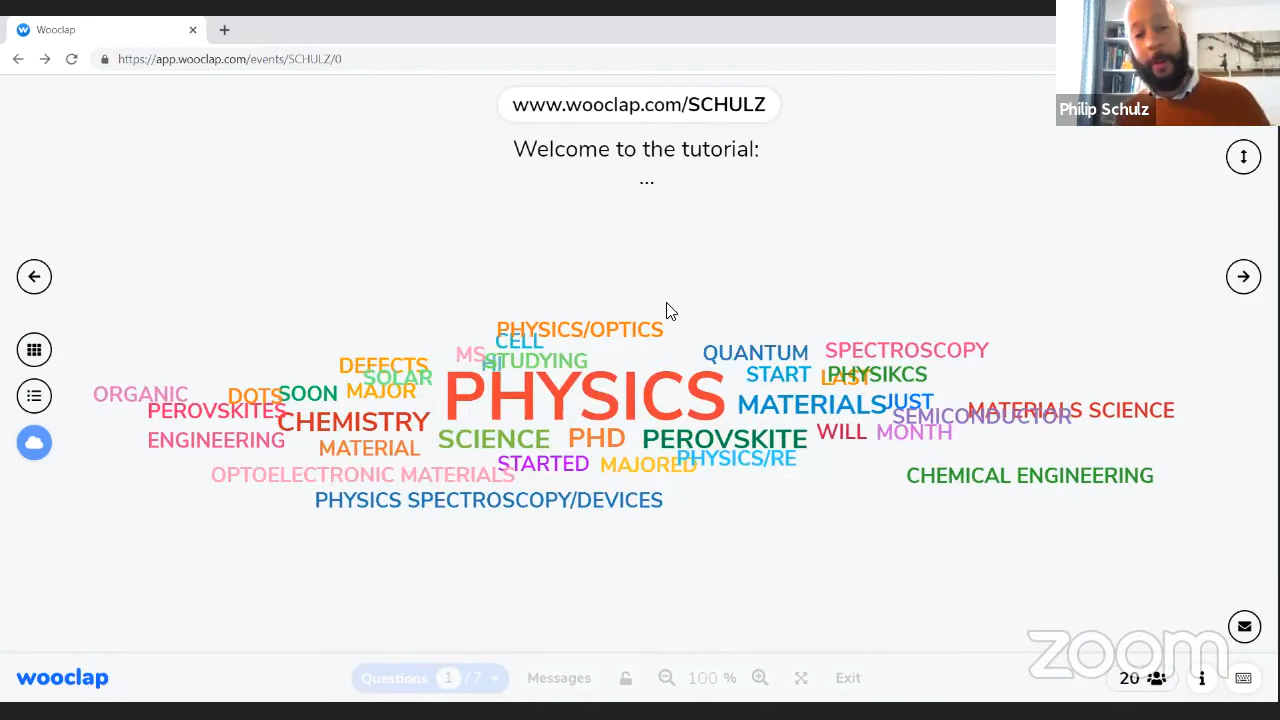 Wooclap
https://app.wooclap.com/events/SCHULZ/0
Philip Schulz
www.wooclap.com/SCHULZ
Welcome to the tutorial:
...
PHYSICS/OPTICS
CELL
MS
HI
STUDYING
QUANTUM
SPECTROSCOPY
DEFECTS
SOLAR
START
LAST
PHYSIKCS
ORGANIC
DOTS
SOON
MAJOR
PHYSICS
MATERIALS
JUST
PEROVSKITES
CHEMISTRY
SEMICONDUCTOR
MATERIALS SCIENCE
ENGINEERING
MATERIAL
SCIENCE
PHD
PEROVSKITE
WILL
MONTH
STARTED
MAJORED
PHYSICS/RE
OPTOELECTRONIC MATERIALS
CHEMICAL ENGINEERING
PHYSICS SPECTROSCOPY/DEVICES
zoom
wooclap
Questions 1 / 7
Messages
100 %
Exit
20